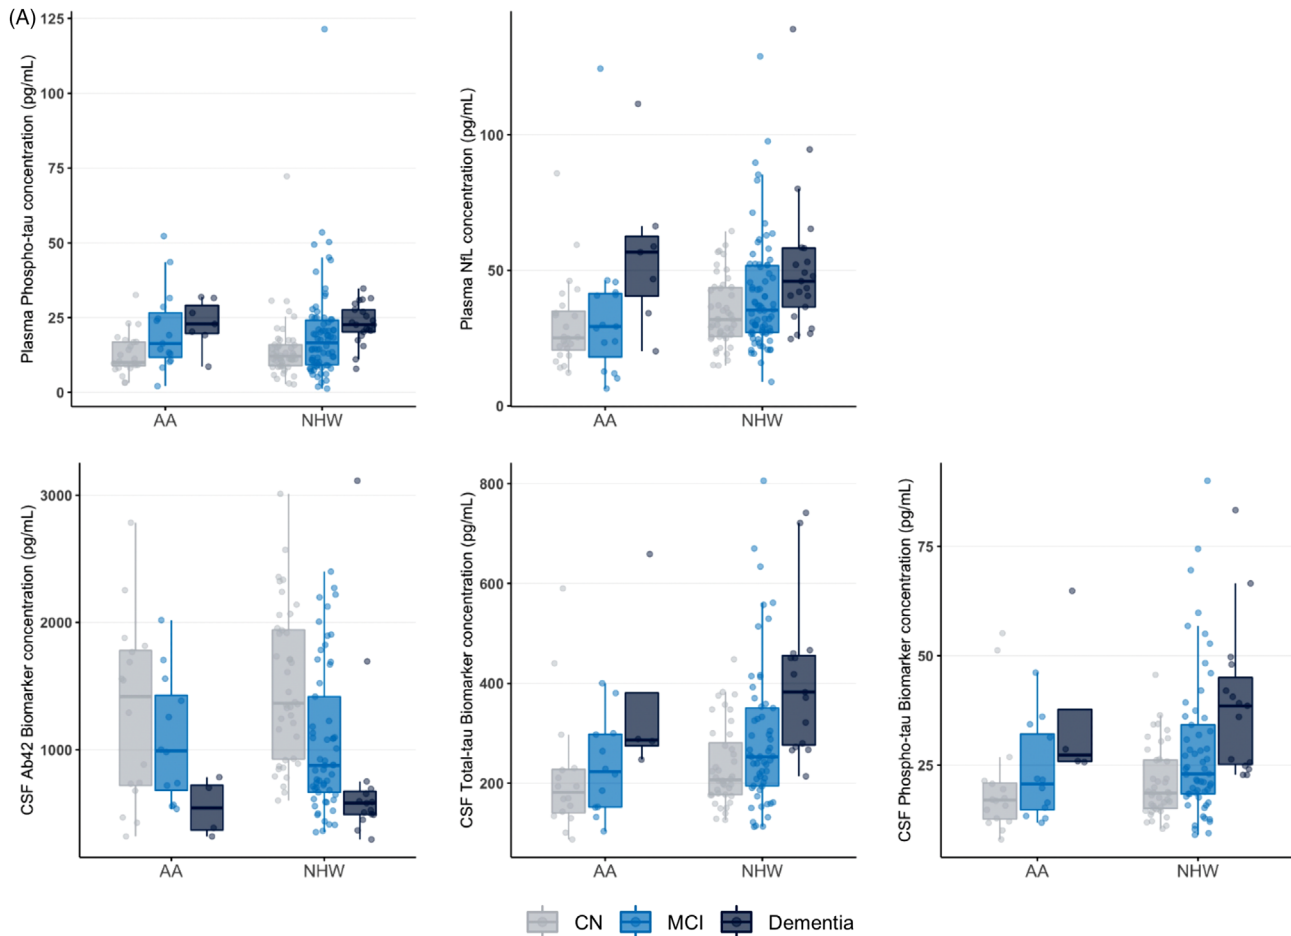 (A)
Plasma Phospho-tau concentration (pg/mL)
125
100
75
50
25
0
AA
NHW
Plasma NfL concentration (pg/mL)
100
50
0
AA
NHW
CSF Ab42 Biomarker concentration (pg/mL)
3000
2000
1000
AA
NHW
CSF Total-tau Biomarker concentration (pg/mL)
800
600
400
200
AA
NHW
CSF Phospho-tau Biomarker concentration (pg/mL)
75
50
25
AA
NHW
CN MCI Dementia